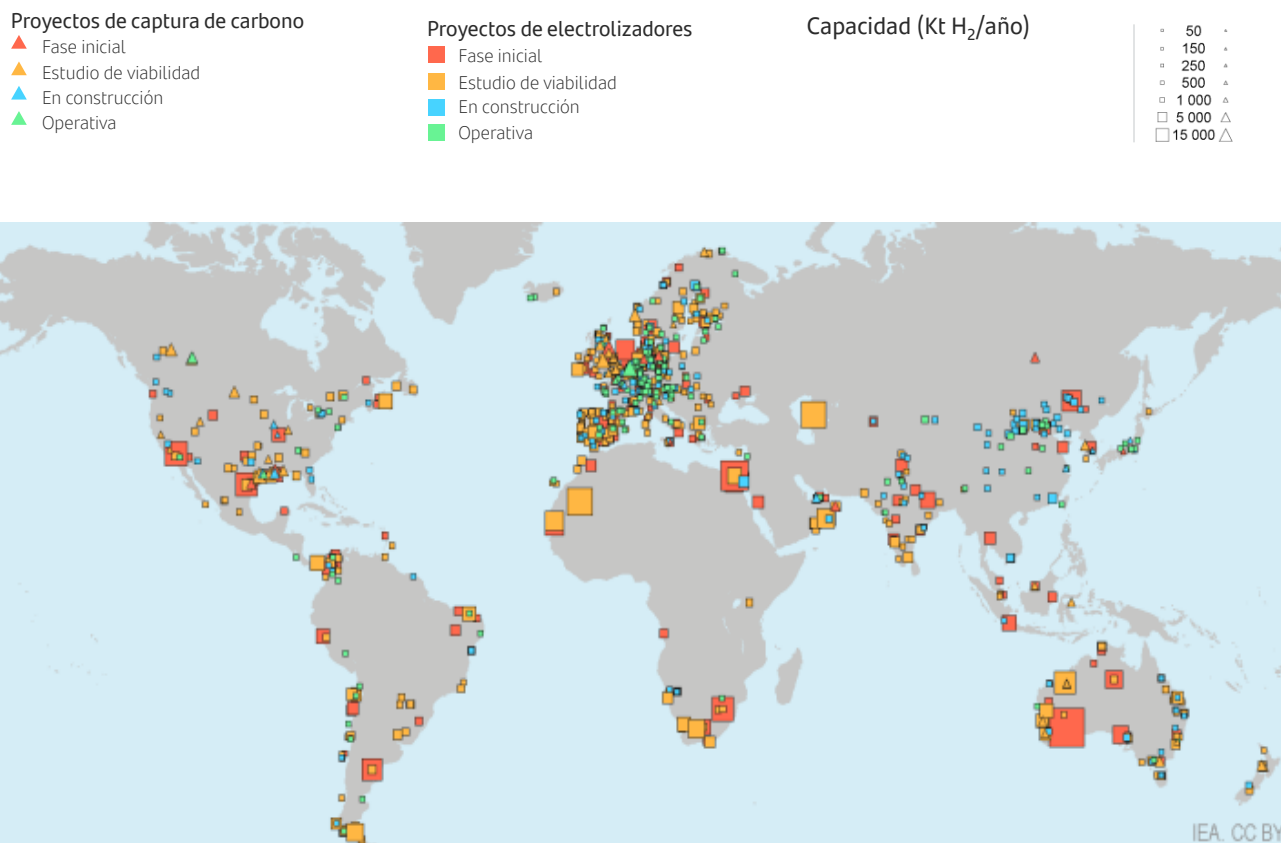 Proyectos de captura de carbono
Fase inicial
Estudio de viabilidad
En construcción
Operativa
Proyectos de electrolizadores
Fase inicial
Estudio de viabilidad
En construcción
Operativa
Capacidad (Kt H₂/año)
50
150
250
500
1 000
5 000
15 000
IEA. CC BY